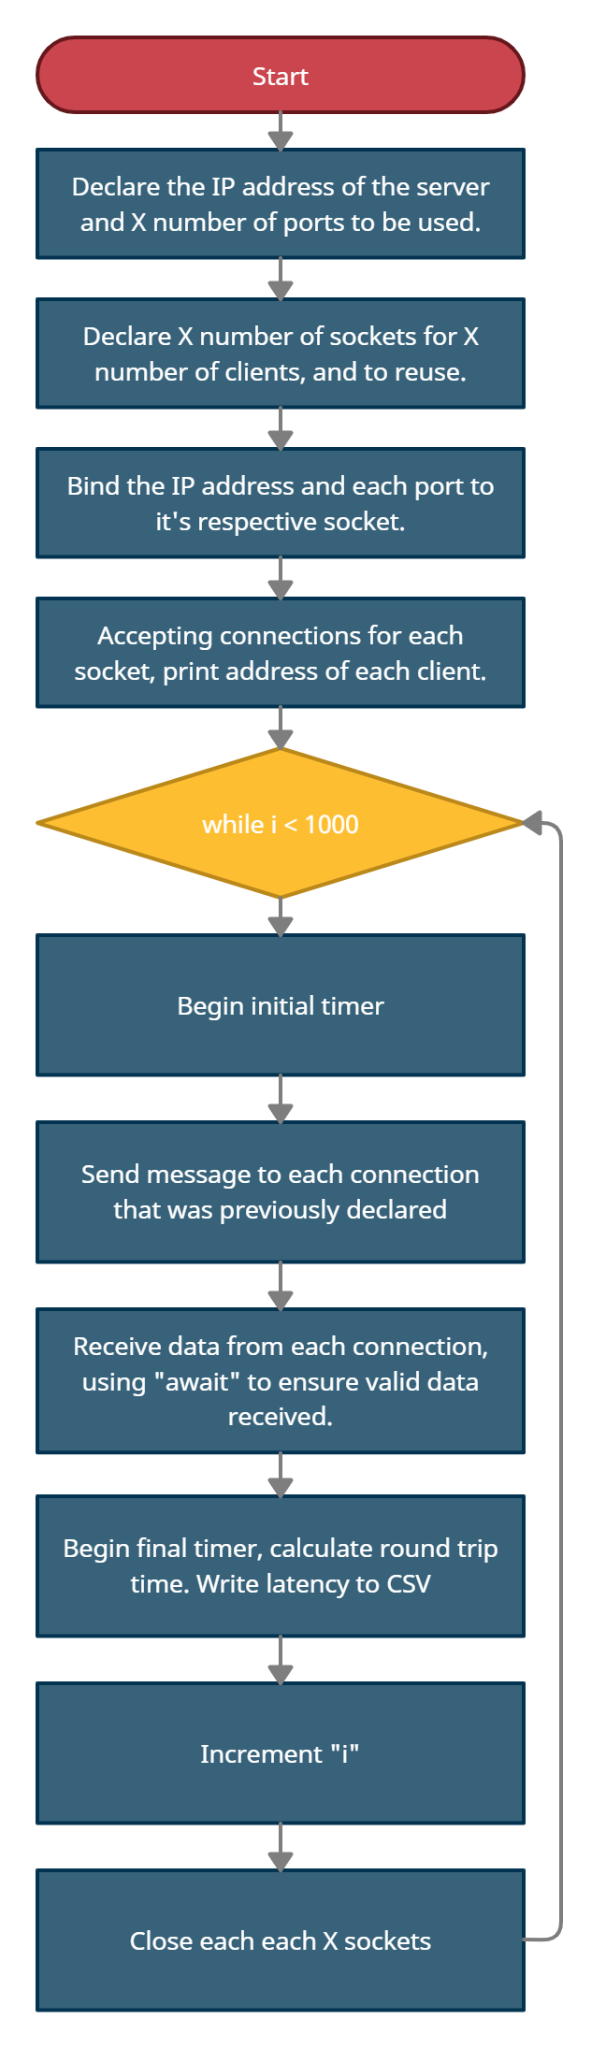 Start
Declare the IP address of the server
and X number of ports to be used.
Declare X number of sockets for X
number of clients, and to reuse.
Bind the IP address and each port to
it's respective socket.
Accepting connections for each
socket, print address of each client.
while i < 1000
Begin initial timer
Send message to each connection
that was previously declared
Receive data from each connection,
using "await" to ensure valid data
received.
Begin final timer, calculate round trip
time. Write latency to CSV
Increment "i"
Close each each X sockets